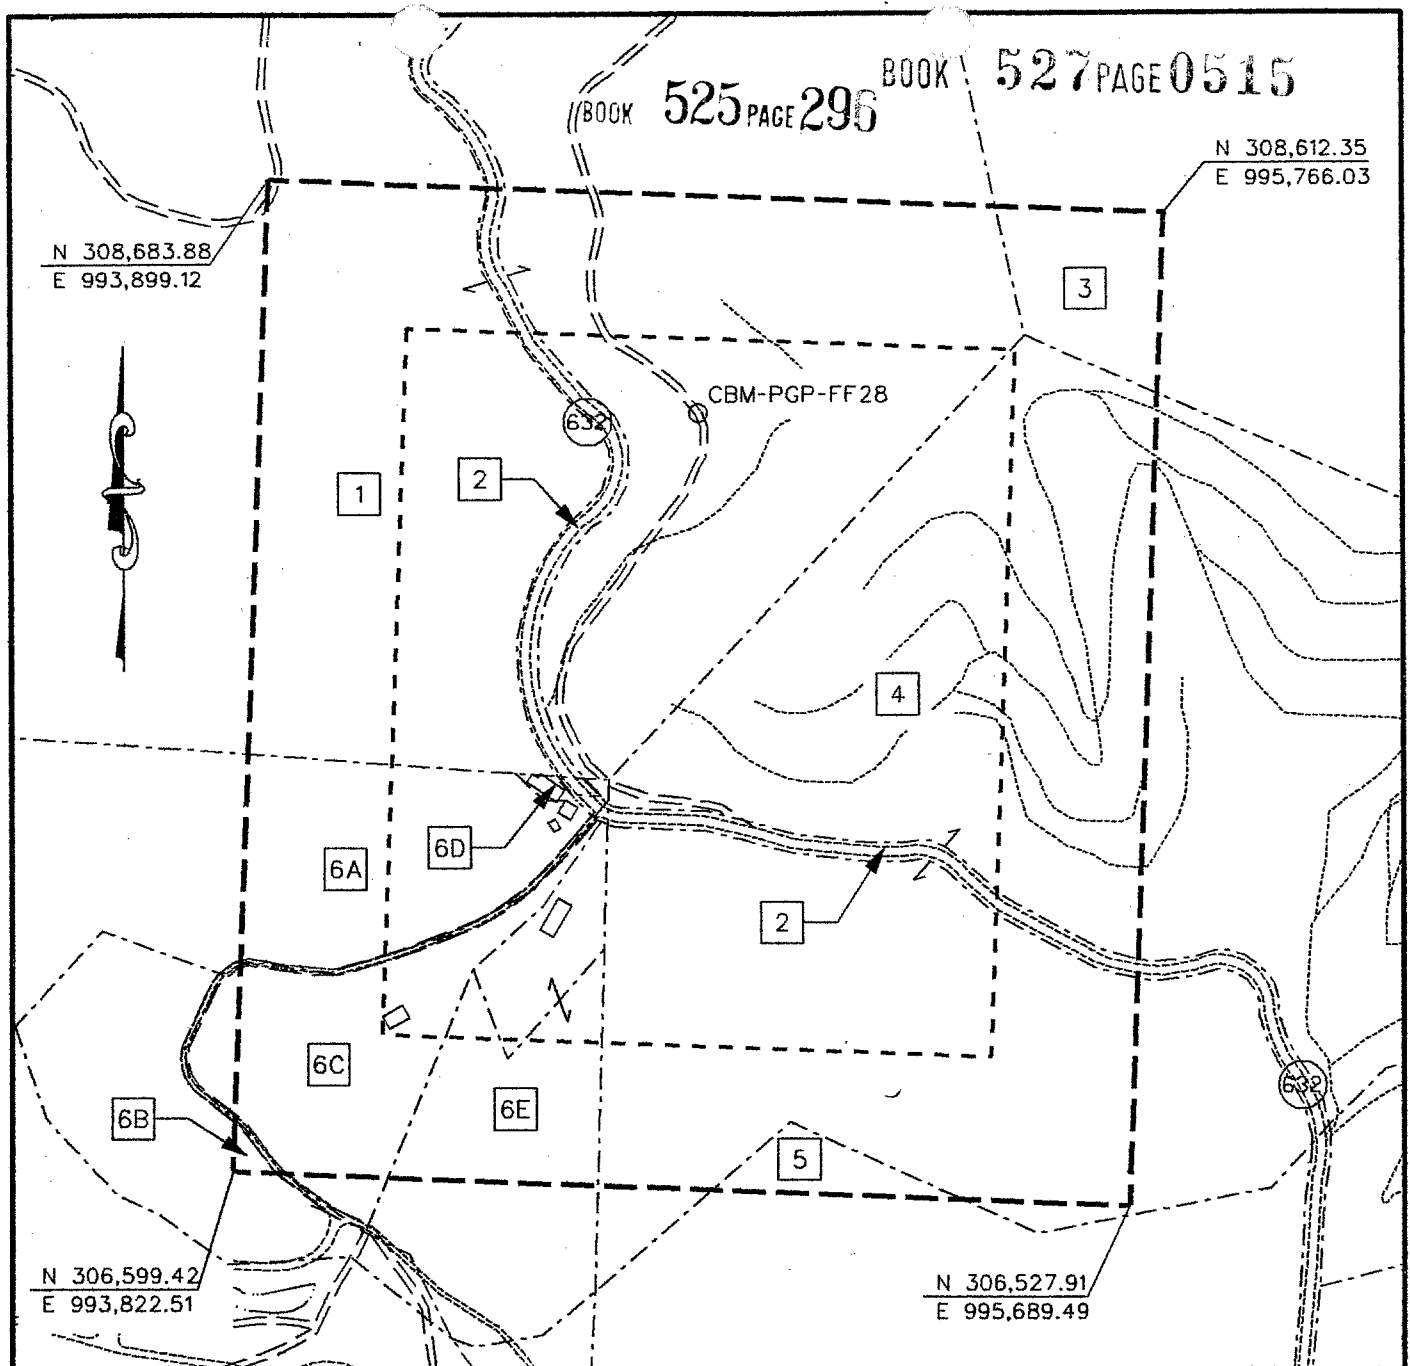 BOOK 527 PAGE 0515
BOOK 525 PAGE 296
N 308,612.35
E 995,766.03
N 308,683.88
E 993,899.12
3
CBM-PGP-FF28
632
1
2
4
6D
6A
2
6C
632
6B
6E
5
N 306,599.42
E 993,822.51
N 306,527.91
E 995,689.49